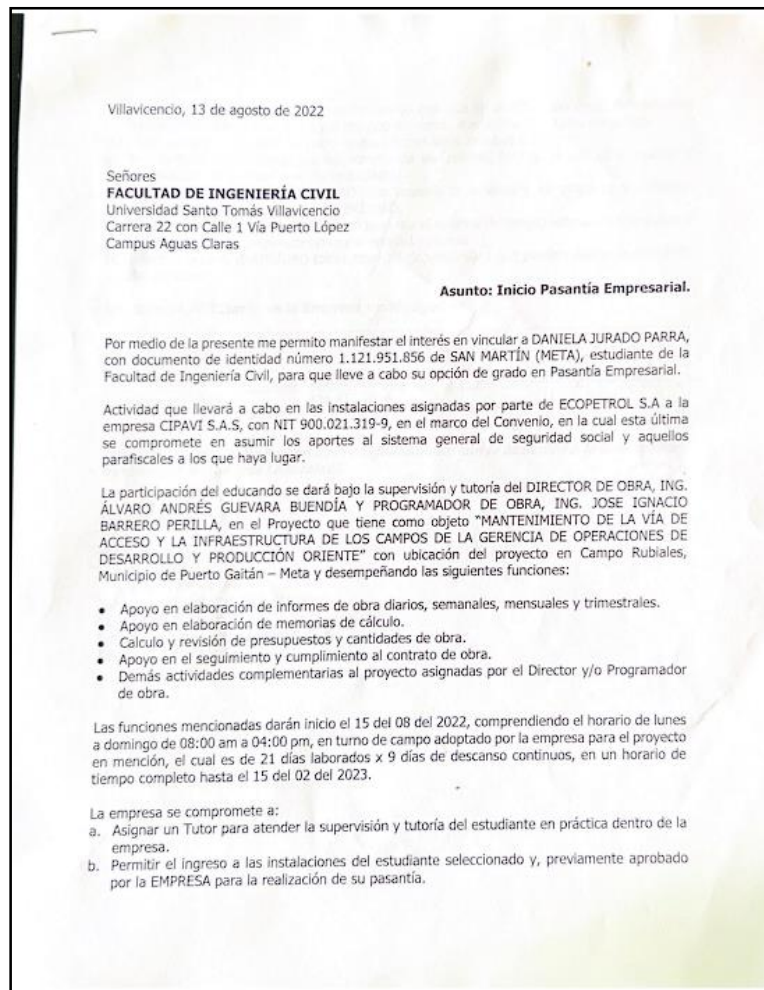 Villavicencio, 13 de agosto de 2022
Señores
FACULTAD DE INGENIERÍA CIVIL
Universidad Santo Tomás Villavicencio
Carrera 22 con Calle 1 Vía Puerto López
Campus Aguas Claras
Asunto: Inicio Pasantía Empresarial.
Por medio de la presente me permito manifestar el interés en vincular a DANIELA JURADO PARRA,
con documento de identidad número 1.121.951.856 de SAN MARTÍN (META), estudiante de la
Facultad de Ingeniería Civil, para que lleve a cabo su opción de grado en Pasantía Empresarial.
Actividad que llevará a cabo en las instalaciones asignadas por parte de ECOPETROL S.A a la
empresa CIPAVI S.A.S, con NIT 900.021.319-9, en el marco del Convenio, en la cual esta última
se compromete en asumir los aportes al sistema general de seguridad social y aquellos
parafiscales a los que haya lugar.
La participación del educando se dará bajo la supervisión y tutoría del DIRECTOR DE OBRA, ING.
ÁLVARO ANDRÉS GUEVARA BUENDÍA Y PROGRAMADOR DE OBRA, ING. JOSE IGNACIO
BARRERO PERILLA, en el Proyecto que tiene como objeto "MANTENIMIENTO DE LA VÍA DE
ACCESO Y LA INFRAESTRUCTURA DE LOS CAMPOS DE LA GERENCIA DE OPERACIONES DE
DESARROLLO Y PRODUCCIÓN ORIENTE" con ubicación del proyecto en Campo Rubiales,
Municipio de Puerto Gaitán – Meta y desempeñando las siguientes funciones:
• Apoyo en elaboración de informes de obra diarios, semanales, mensuales y trimestrales.
• Apoyo en elaboración de memorias de cálculo.
• Calculo y revisión de presupuestos y cantidades de obra.
• Apoyo en el seguimiento y cumplimiento al contrato de obra.
• Demás actividades complementarias al proyecto asignadas por el Director y/o Programador
de obra.
Las funciones mencionadas darán inicio el 15 del 08 del 2022, comprendiendo el horario de lunes
a domingo de 08:00 am a 04:00 pm, en turno de campo adoptado por la empresa para el proyecto
en mención, el cual es de 21 días laborados x 9 días de descanso continuos, en un horario de
tiempo completo hasta el 15 del 02 del 2023.
La empresa se compromete a:
a. Asignar un Tutor para atender la supervisión y tutoría del estudiante en práctica dentro de la
empresa.
b. Permitir el ingreso a las instalaciones del estudiante seleccionado y, previamente aprobado
por la EMPRESA para la realización de su pasantía.